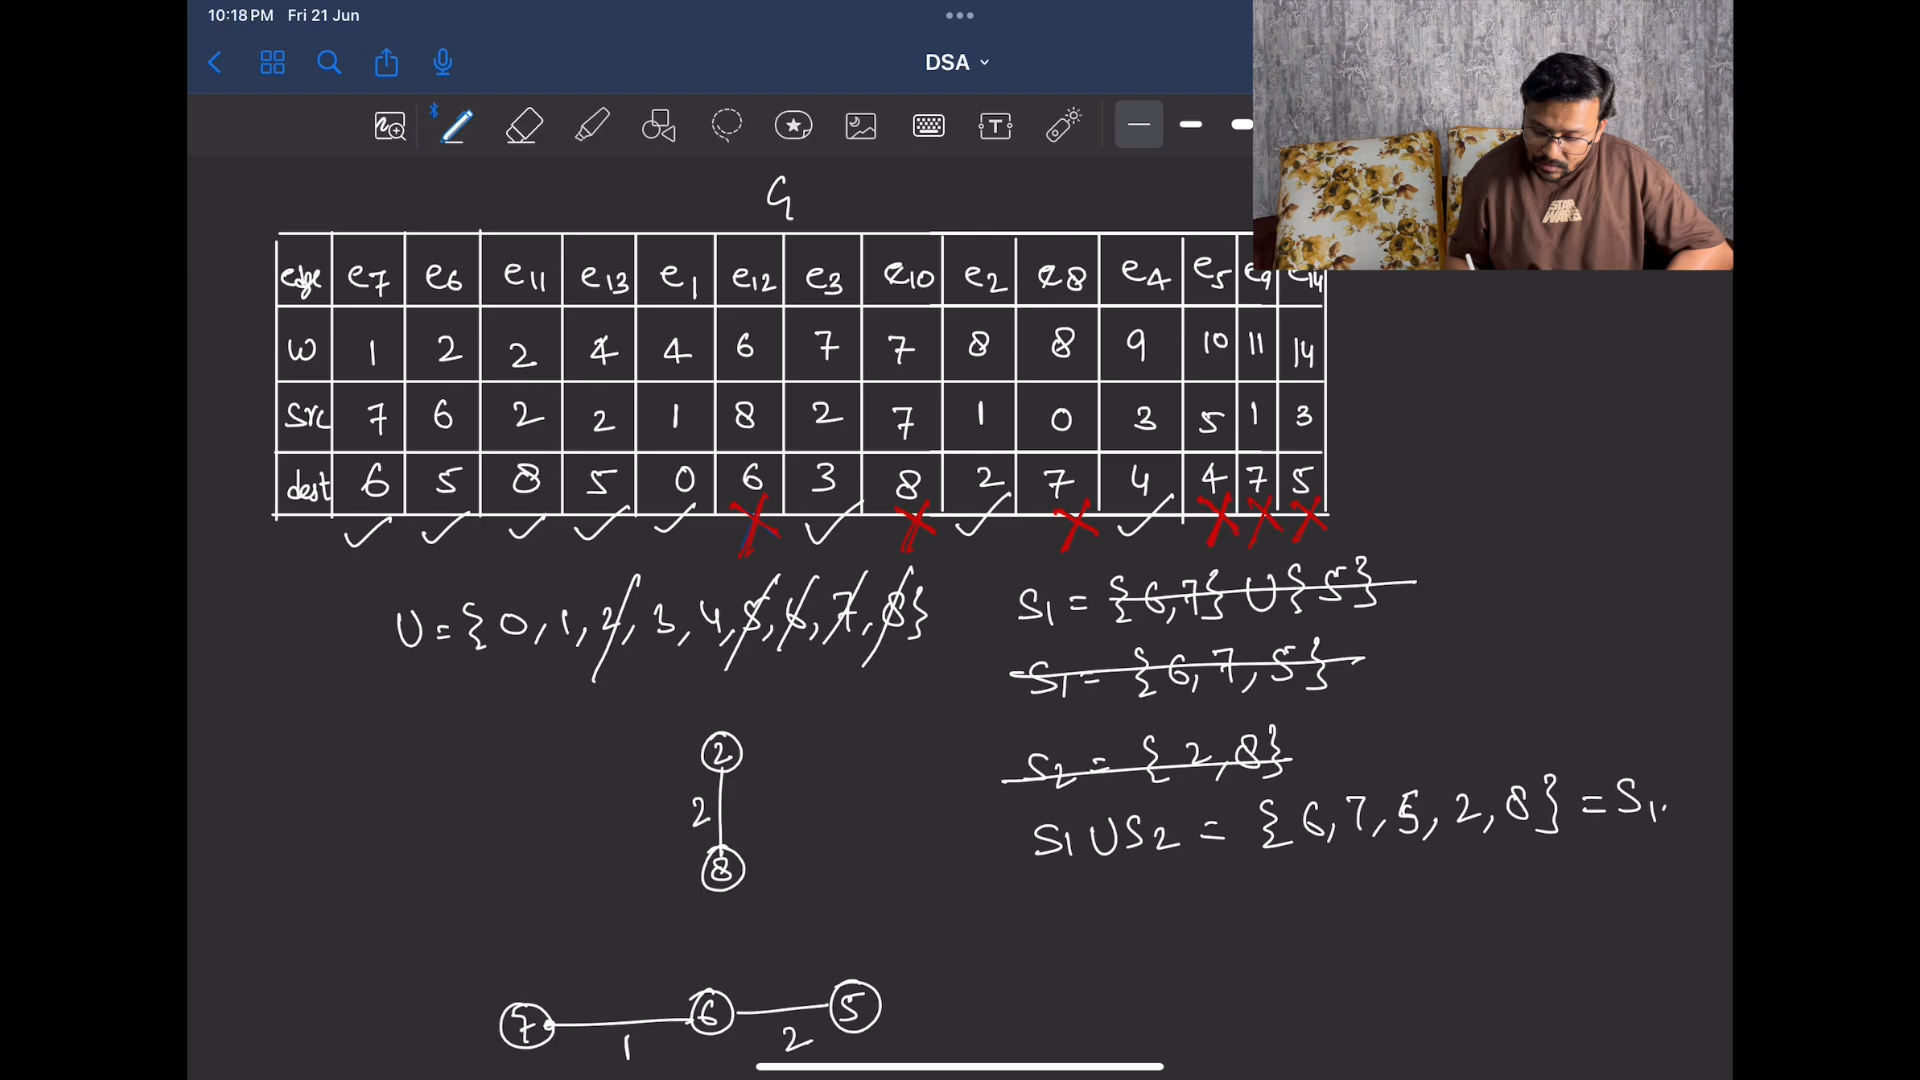 10:18 PM Fri 21 Jun
DSA
G
edge e7 e6 e11 e13 e1 e12 e3 e10 e2 e8 e4 e5 e9 e14
W 1 2 2 4 4 6 7 7 8 8 9 10 11 14
Src 7 6 2 2 1 8 2 7 1 0 3 5 1 3
dest 6 5 8 5 0 6 3 8 2 7 4 4 7 5
U = {0, 1, 2, 3, 4, 5, 6, 7, 8}
S1 = {6, 7} U {5}
S1 = {6, 7, 5}
S2 = {2, 8}
S1 U S2 = {6, 7, 5, 2, 8} = S1.
2
2
8
7 6 5
1 2
STAR WARS